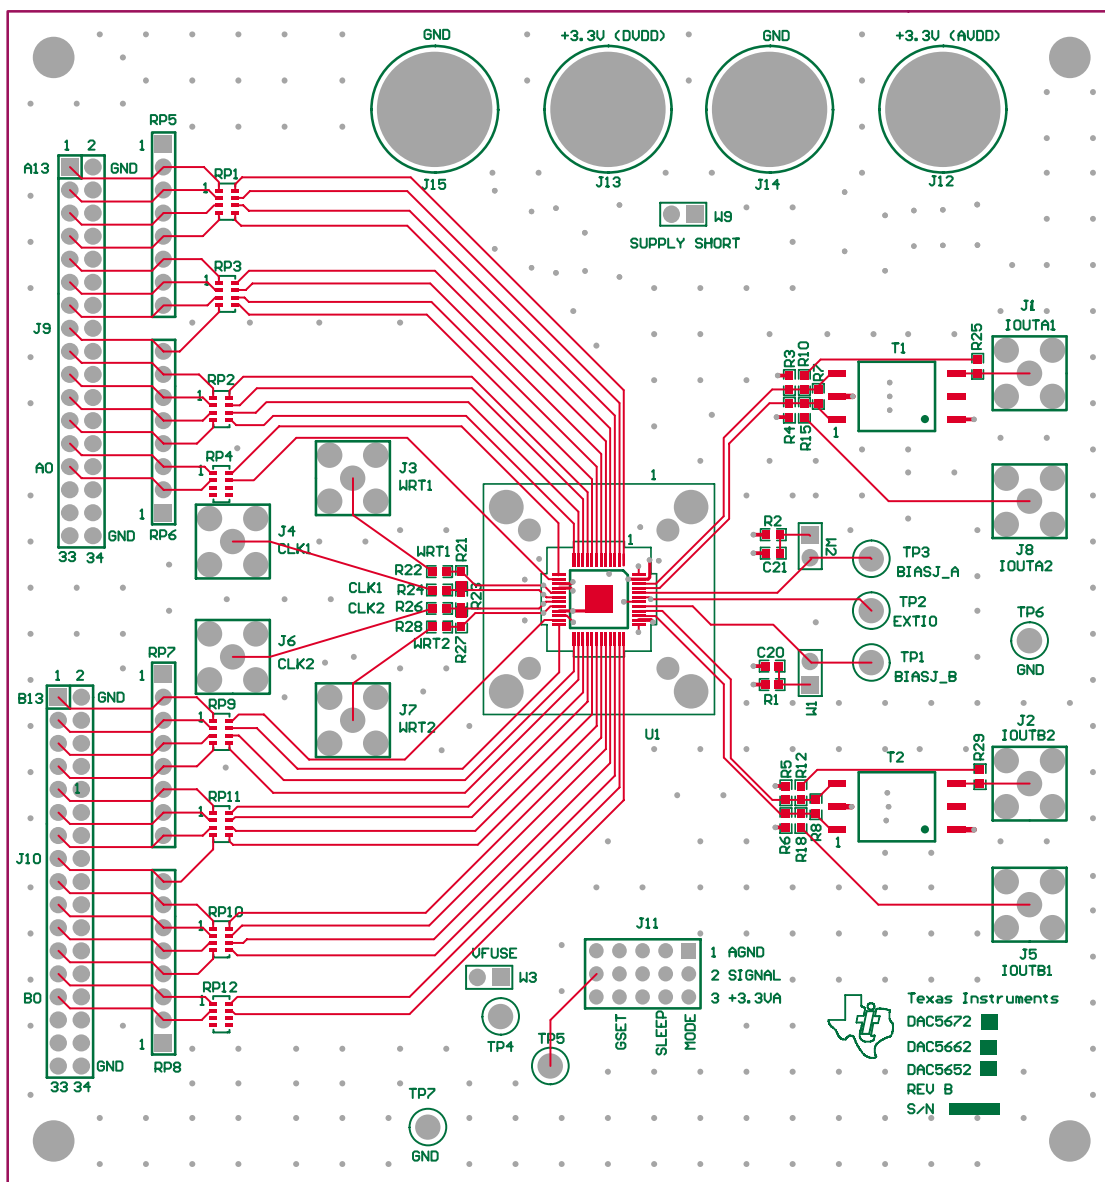 GND
+3.3V (DVDD)
GND
+3.3V (AVDD)
J15
J13
J14
J12
W9
SUPPLY SHORT
RP5
1
1 2
A13
GND
RP1
1
RP3
1
J9
RP2
1
A0
RP4
1
1
RP6
GND
33 34
J3
WRT1
J4
CLK1
WRT1
R21
R22
CLK1
R24
R23
CLK2
R26
R28
WRT2
R27
J6
CLK2
J7
WRT2
1
1
U1
R3
R10
R7
T1
R25
J1
IOUTA1
R4
R15
1
J8
IOUTA2
R2
C21
W2
TP3
BIASJ_A
TP2
EXTIO
TP6
GND
C20
R1
W1
TP1
BIASJ_B
J2
IOUTB2
R5
R12
T2
R29
R6
R18
R8
1
J5
IOUTB1
RP7
1
1 2
B13
GND
RP9
1
1
RP11
1
J10
RP10
1
B0
RP12
1
1
RP8
GND
33 34
VFUSE
W3
TP4
TP5
J11
1 AGND
2 SIGNAL
3 +3.3VA
GSET
SLEEP
MODE
TP7
GND
Texas Instruments
DAC5672
DAC5662
DAC5652
REV B
S/N